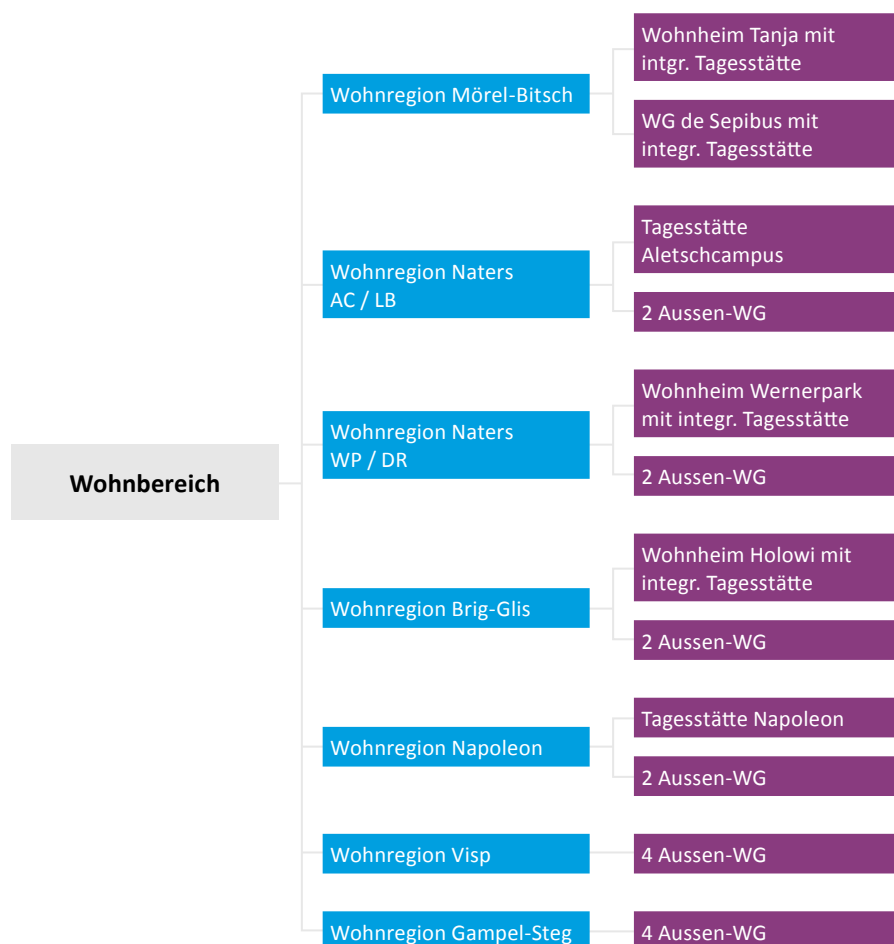 Wohnbereich
Wohnregion Mörel-Bitsch
Wohnheim Tanja mit
intgr. Tagesstätte
WG de Sepibus mit
integr. Tagesstätte
Wohnregion Naters
AC / LB
Tagesstätte
Aletschcampus
2 Aussen-WG
Wohnregion Naters
WP / DR
Wohnheim Wernerpark
mit integr. Tagesstätte
2 Aussen-WG
Wohnregion Brig-Glis
Wohnheim Holowi mit
integr. Tagesstätte
2 Aussen-WG
Wohnregion Napoleon
Tagesstätte Napoleon
2 Aussen-WG
Wohnregion Visp
4 Aussen-WG
Wohnregion Gampel-Steg
4 Aussen-WG